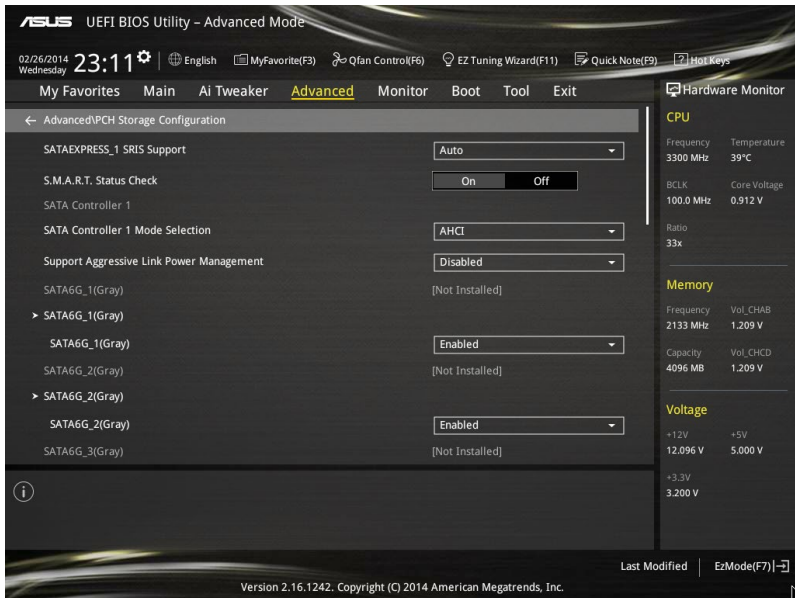 ASUS UEFI BIOS Utility – Advanced Mode
02/26/2014 Wednesday 23:11 English MyFavorite(F3) Qfan Control(F6) EZ Tuning Wizard(F11) Quick Note(F9) ? Hot Keys
My Favorites Main Ai Tweaker Advanced Monitor Boot Tool Exit
← Advanced\PCH Storage Configuration
SATAEXPRESS_1 SRIS Support Auto
S.M.A.R.T. Status Check On Off
SATA Controller 1
SATA Controller 1 Mode Selection AHCI
Support Aggressive Link Power Management Disabled
SATA6G_1(Gray) [Not Installed]
> SATA6G_1(Gray)
SATA6G_1(Gray) Enabled
SATA6G_2(Gray) [Not Installed]
> SATA6G_2(Gray)
SATA6G_2(Gray) Enabled
SATA6G_3(Gray) [Not Installed]
Hardware Monitor
CPU
Frequency Temperature
3300 MHz 39°C
BCLK Core Voltage
100.0 MHz 0.912 V
Ratio
33x
Memory
Frequency Vol_CHAB
2133 MHz 1.209 V
Capacity Vol_CHCD
4096 MB 1.209 V
Voltage
+12V +5V
12.096 V 5.000 V
+3.3V
3.200 V
Last Modified EzMode(F7)
Version 2.16.1242. Copyright (C) 2014 American Megatrends, Inc.